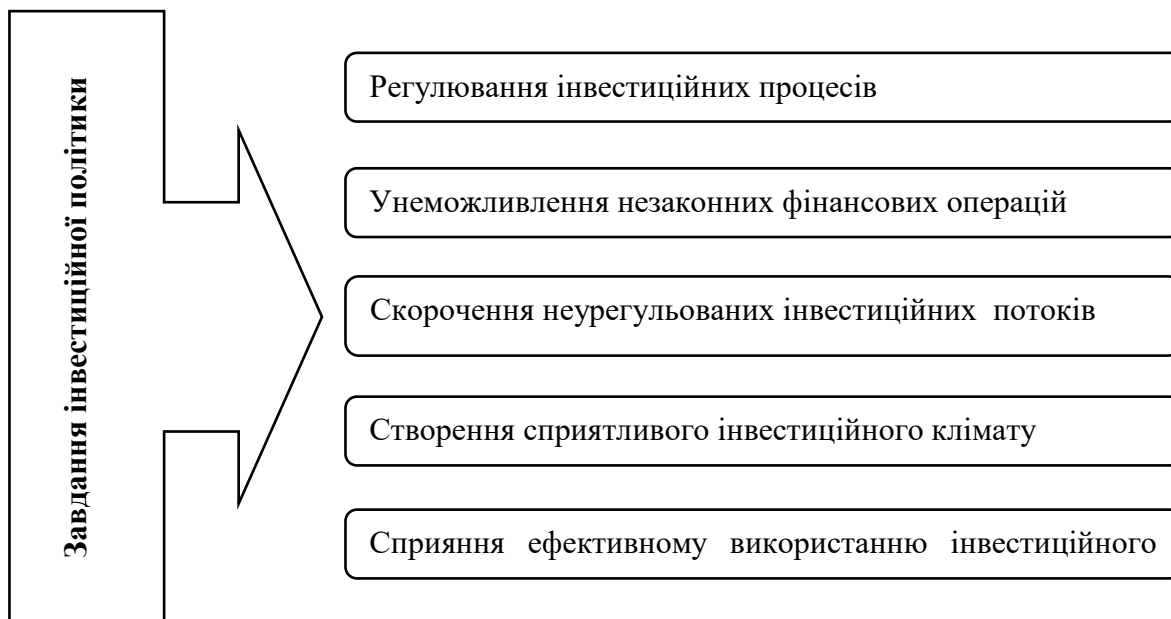 Завдання інвестиційної політики
Регулювання інвестиційних процесів
Унеможливлення незаконних фінансових операцій
Скорочення неурегульованих інвестиційних потоків
Створення сприятливого інвестиційного клімату
Сприяння ефективному використанню інвестиційного